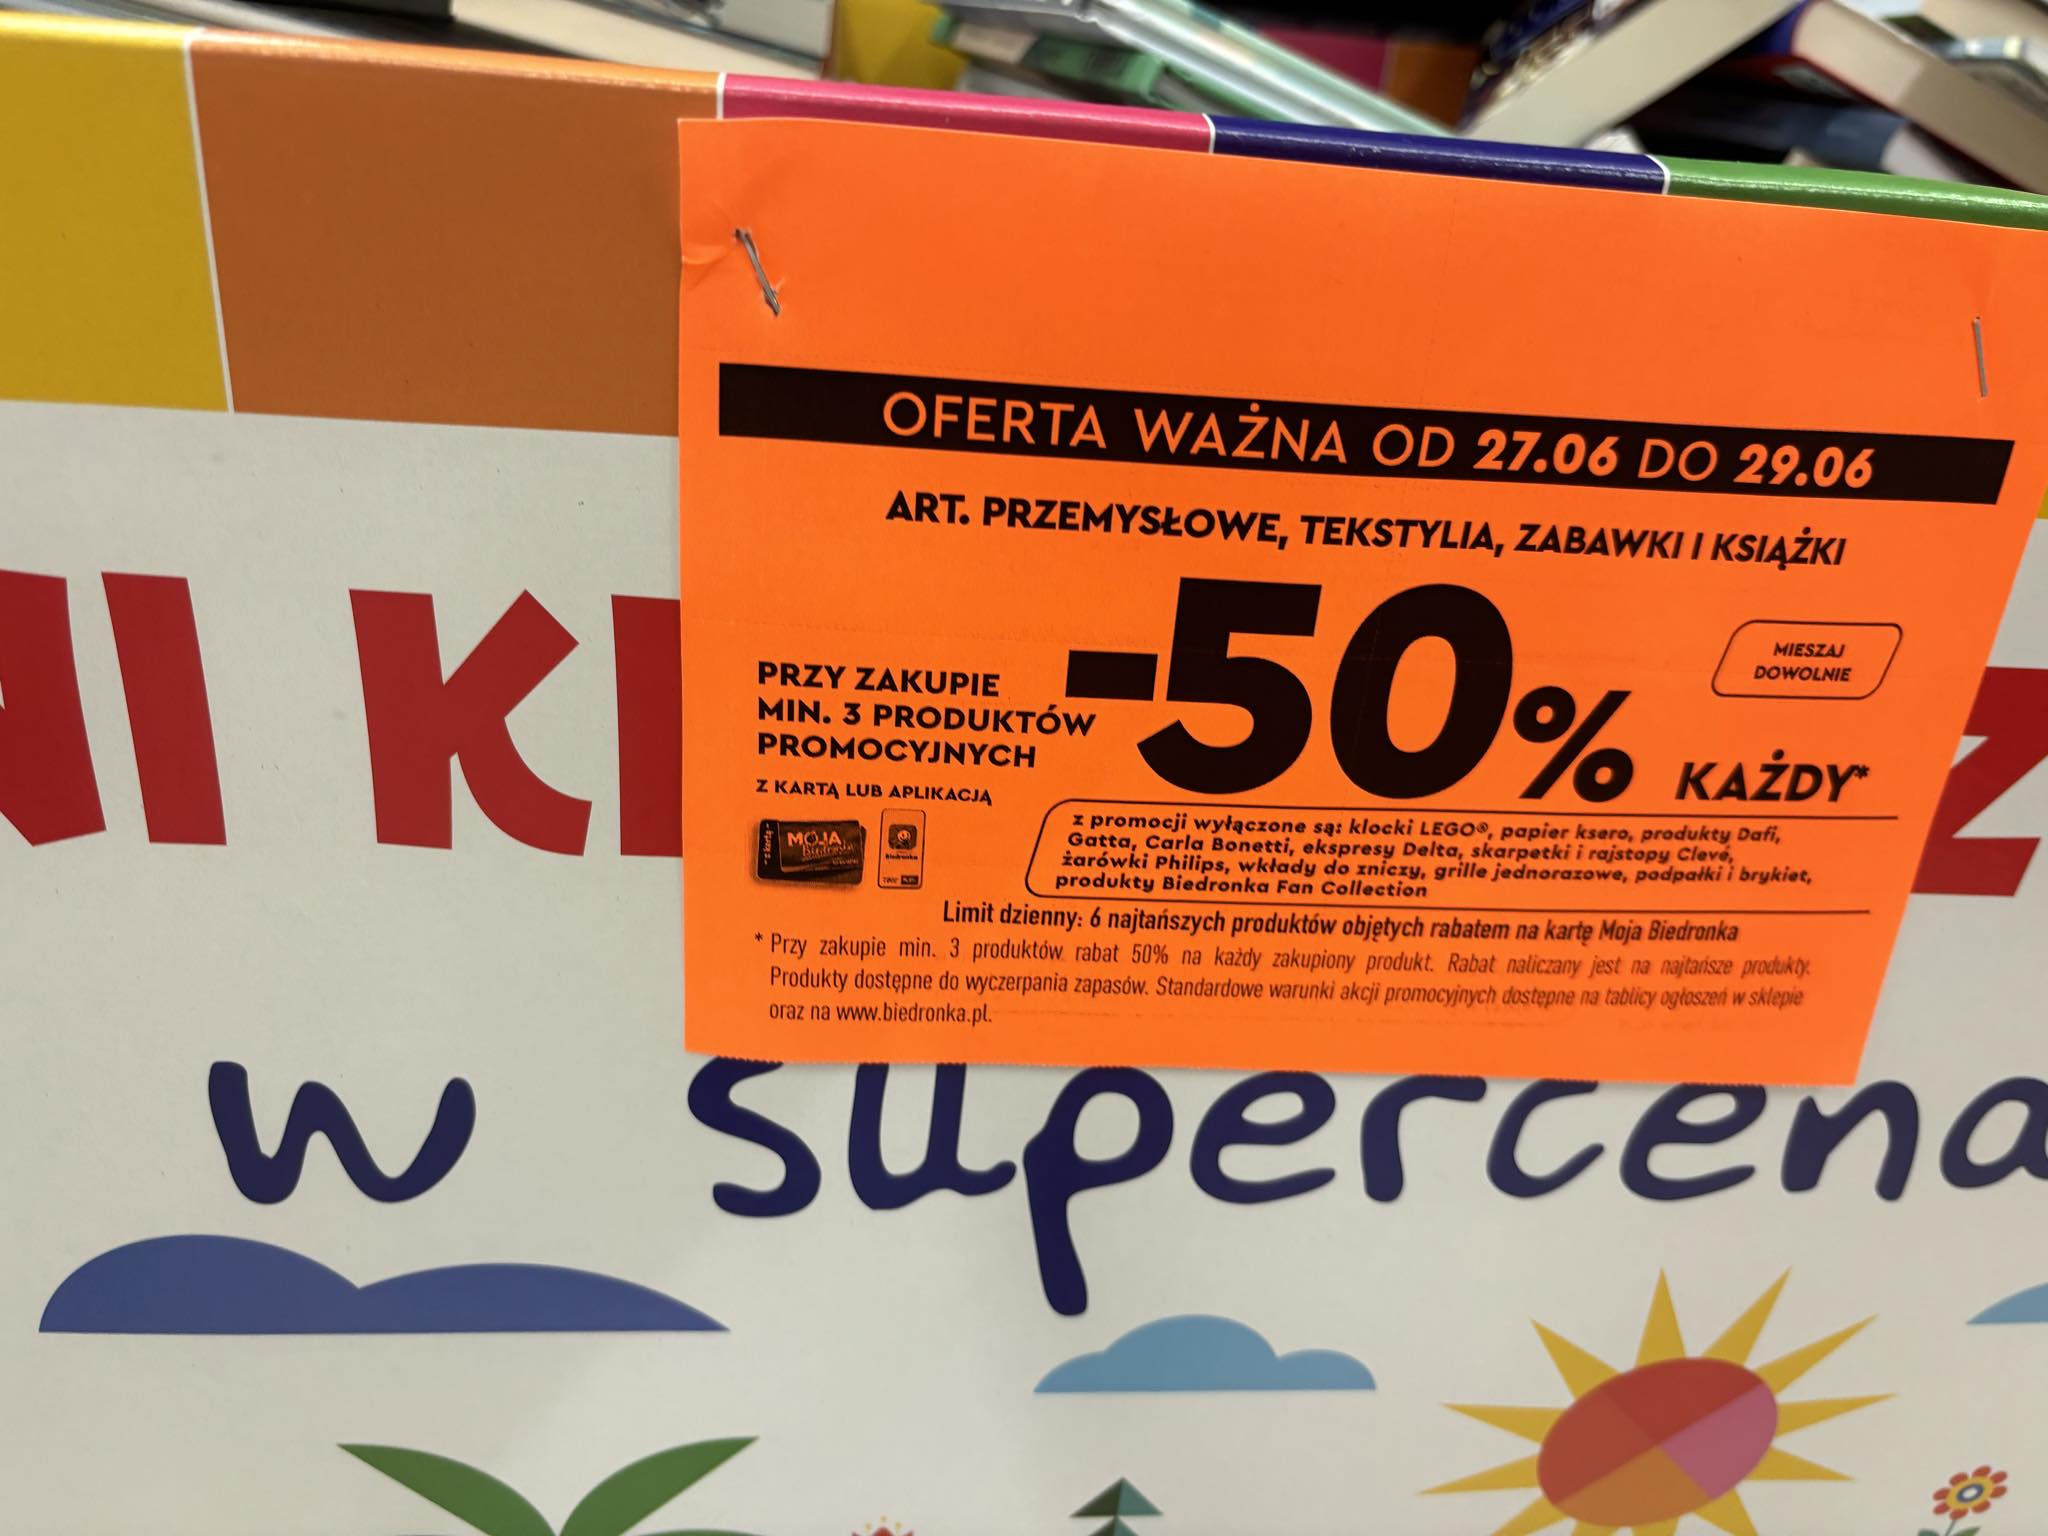 OFERTA WAŻNA OD 27.06 DO 29.06
ART. PRZEMYSŁOWE, TEKSTYLIA, ZABAWKI I KSIĄŻKI
-50% KAŻDY*
MIESZAJ
DOWOLNIE
PRZY ZAKUPIE
MIN. 3 PRODUKTÓW
PROMOCYJNYCH
Z KARTĄ LUB APLIKACJĄ
MOJA
Biedronka
Biedronka
z promocji wyłączone są: klocki LEGO®, papier ksero, produkty Dafi,
Gatta, Carla Bonetti, ekspresy Delta, skarpetki i rajstopy Clevé,
żarówki Philips, wkłady do zniczy, grille jednorazowe, podpałki i brykiet,
produkty Biedronka Fan Collection
Limit dzienny: 6 najtańszych produktów objętych rabatem na kartę Moja Biedronka
* Przy zakupie min. 3 produktów rabat 50% na każdy zakupiony produkt. Rabat naliczany jest na najtańsze produkty.
Produkty dostępne do wyczerpania zapasów. Standardowe warunki akcji promocyjnych dostępne na tablicy ogłoszeń w sklepie
oraz na www.biedronka.pl.
w supercena